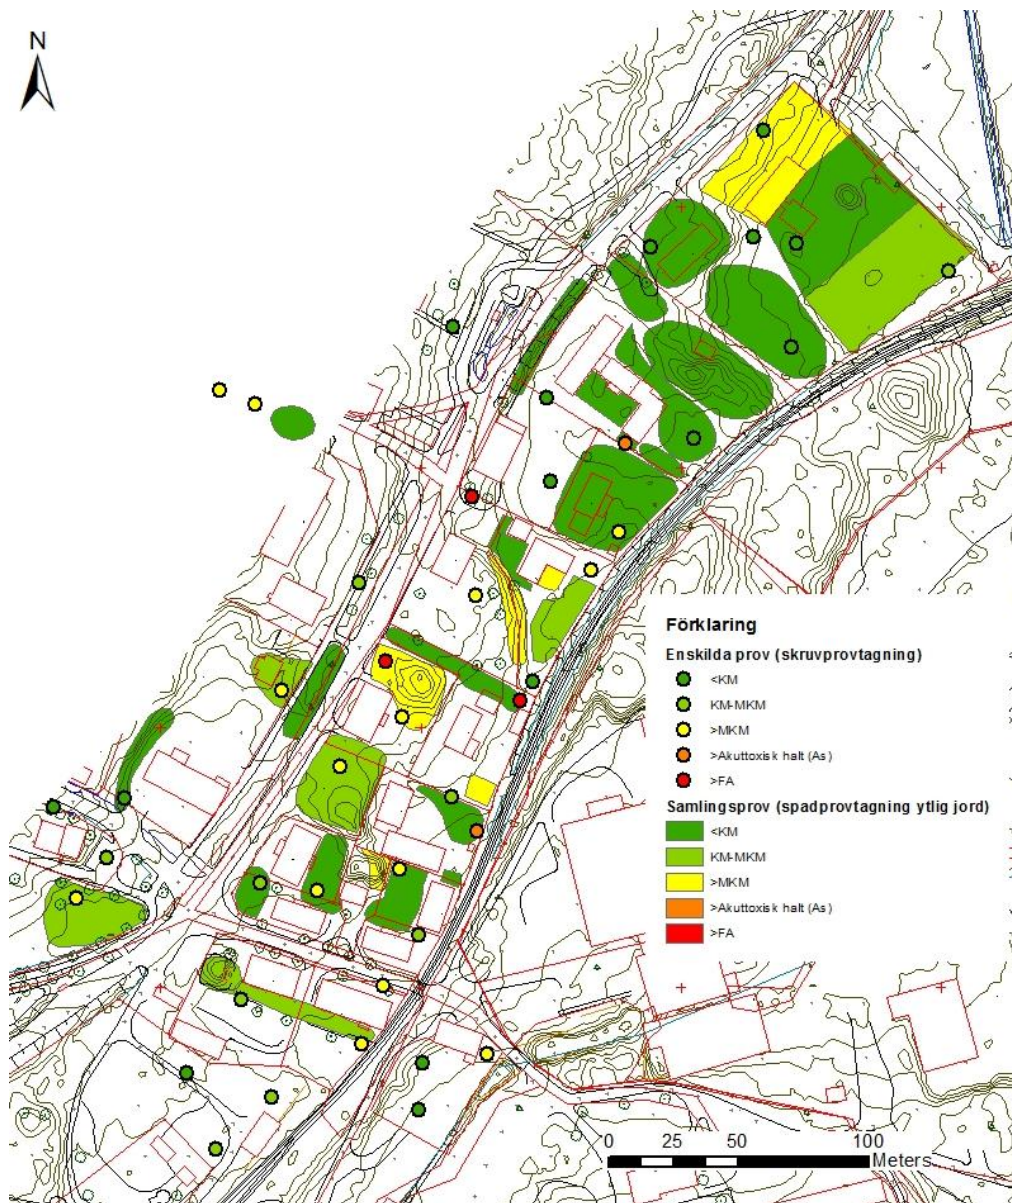 N
Förklaring
Enskilda prov (skruvprovtagning)
<KM
KM-MKM
>MKM
>Akuttoxisk halt (As)
>FA
Samlingsprov (spadprovtagning ytlig jord)
<KM
KM-MKM
>MKM
>Akuttoxisk halt (As)
>FA
0 25 50 100
Meters